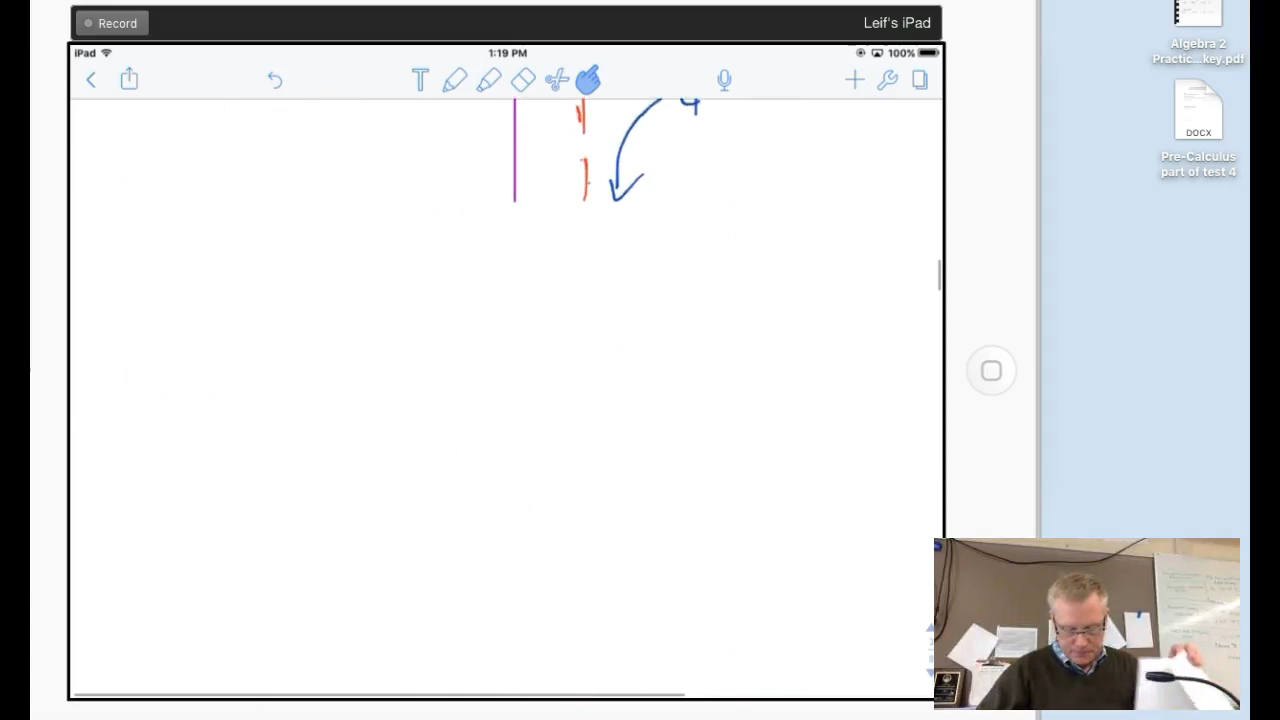 Record
Leif's iPad
iPad
1:19 PM
100%
T
4
Algebra 2
Practic...key.pdf
DOCX
Pre-Calculus
part of test 4